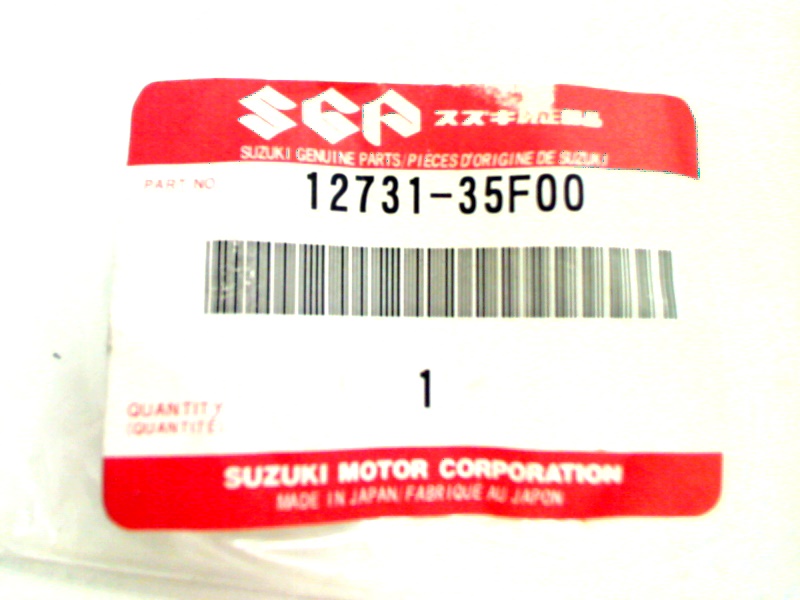 SGP スズキ純正部品
SUZUKI GENUINE PARTS/PIÈCES D'ORIGINE DE SUZUKI
PART NO 12731-35F00
1
QUANTITY
(QUANTITÉ)
SUZUKI MOTOR CORPORATION
MADE IN JAPAN/FABRIQUE AU JAPON